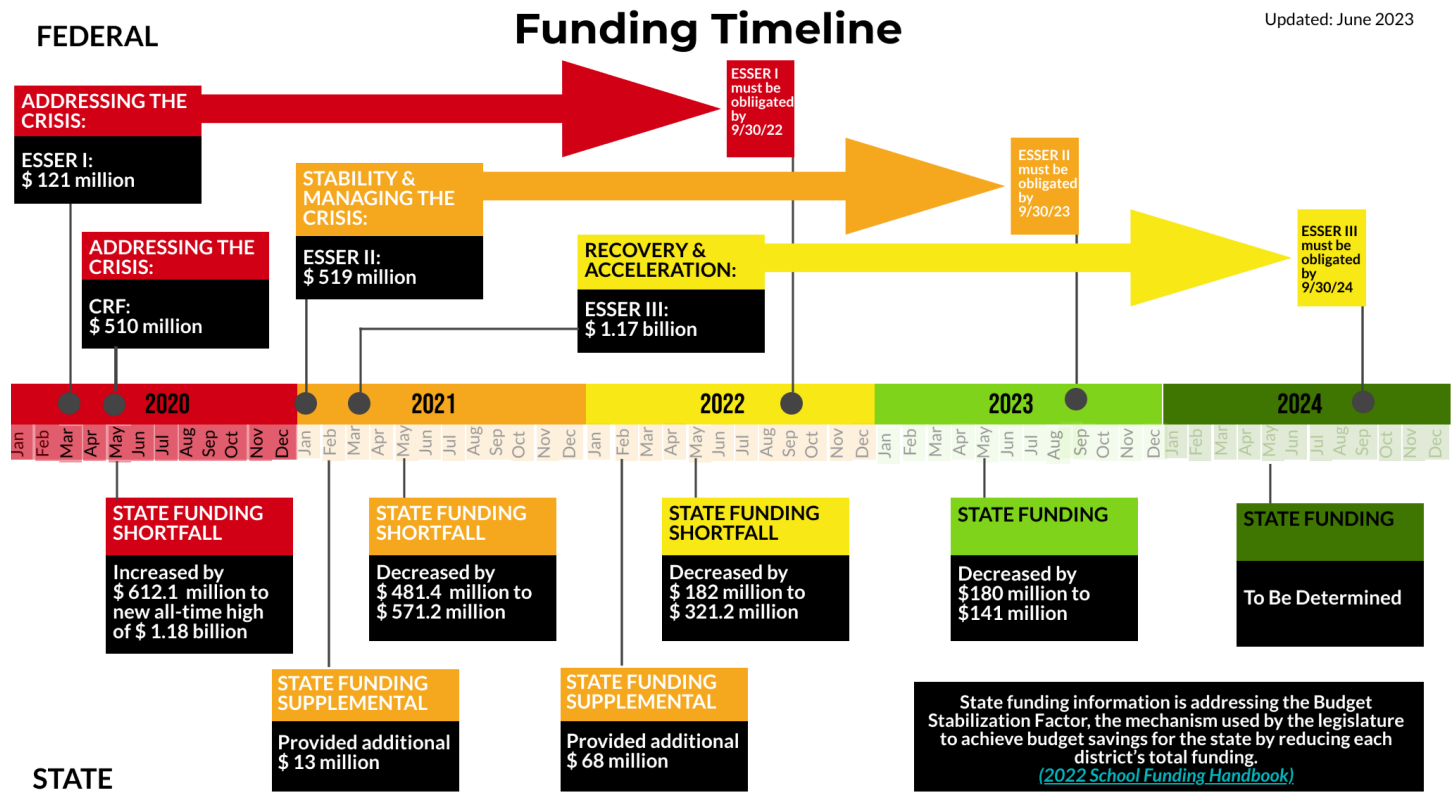 FEDERAL
Funding Timeline
Updated: June 2023
ADDRESSING THE
CRISIS:
ESSER I:
$ 121 million
ESSER I
must be
obliigated
by
9/30/22
ADDRESSING THE
CRISIS:
CRF:
$ 510 million
STABILITY &
MANAGING THE
CRISIS:
ESSER II:
$ 519 million
ESSER II
must be
obligated
by
9/30/23
RECOVERY &
ACCELERATION:
ESSER III:
$ 1.17 billion
ESSER III
must be
obligated
by
9/30/24
2020 2021 2022 2023 2024
Jan Feb Mar Apr May Jun Jul Aug Sep Oct Nov Dec Jan Feb Mar Apr May Jun Jul Aug Sep Oct Nov Dec Jan Feb Mar Apr May Jun Jul Aug Sep Oct Nov Dec Jan Feb Mar Apr May Jun Jul Aug Sep Oct Nov Dec Jan Feb Mar Apr May Jun Jul Aug Sep Oct Nov Dec
STATE FUNDING
SHORTFALL
Increased by
$ 612.1 million to
new all-time high
of $ 1.18 billion
STATE FUNDING
SHORTFALL
Decreased by
$ 481.4 million to
$ 571.2 million
STATE FUNDING
SHORTFALL
Decreased by
$ 182 million to
$ 321.2 million
STATE FUNDING
Decreased by
$180 million to
$141 million
STATE FUNDING
To Be Determined
STATE FUNDING
SUPPLEMENTAL
Provided additional
$ 13 million
STATE FUNDING
SUPPLEMENTAL
Provided additional
$ 68 million
State funding information is addressing the Budget
Stabilization Factor, the mechanism used by the legislature
to achieve budget savings for the state by reducing each
district's total funding.
(2022 School Funding Handbook)
STATE